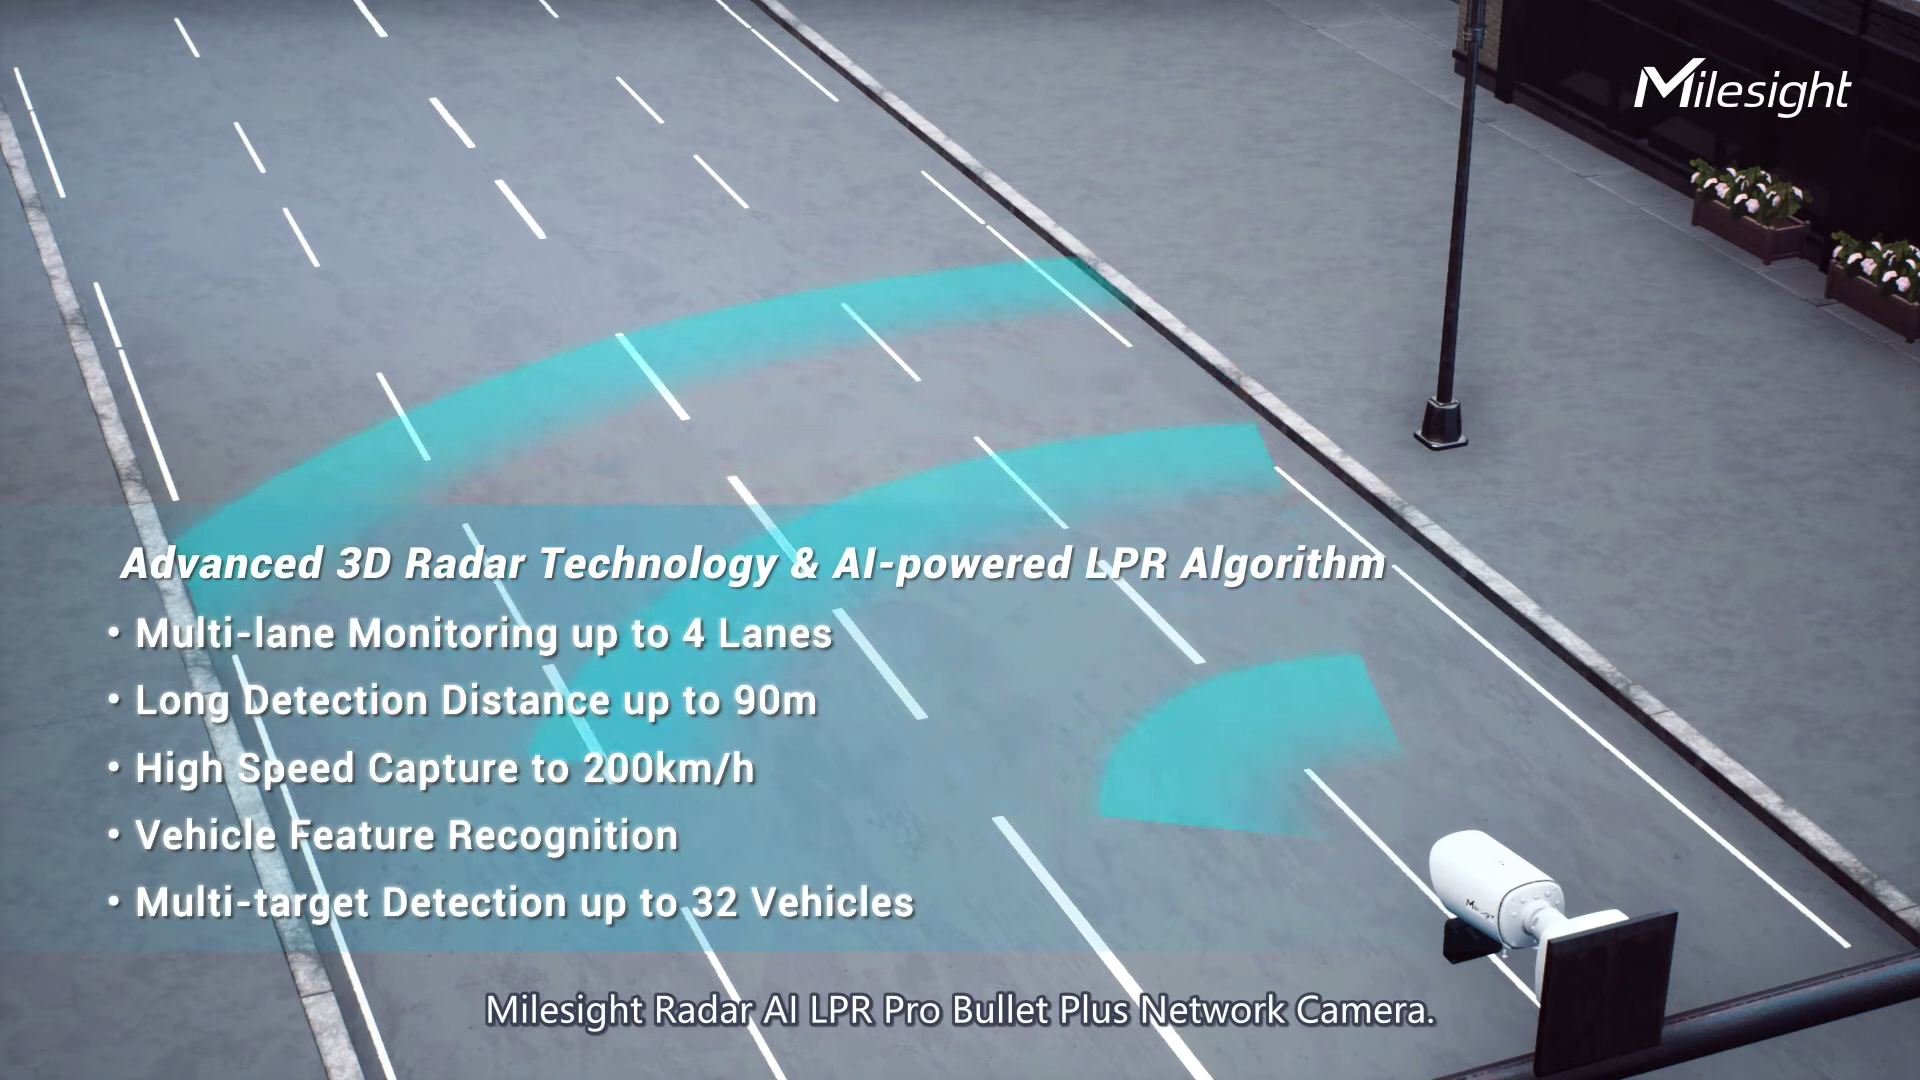 Milesight
Advanced 3D Radar Technology & AI-powered LPR Algorithm
• Multi-lane Monitoring up to 4 Lanes
• Long Detection Distance up to 90m
• High Speed Capture to 200km/h
• Vehicle Feature Recognition
• Multi-target Detection up to 32 Vehicles
Milesight
Milesight Radar AI LPR Pro Bullet Plus Network Camera.